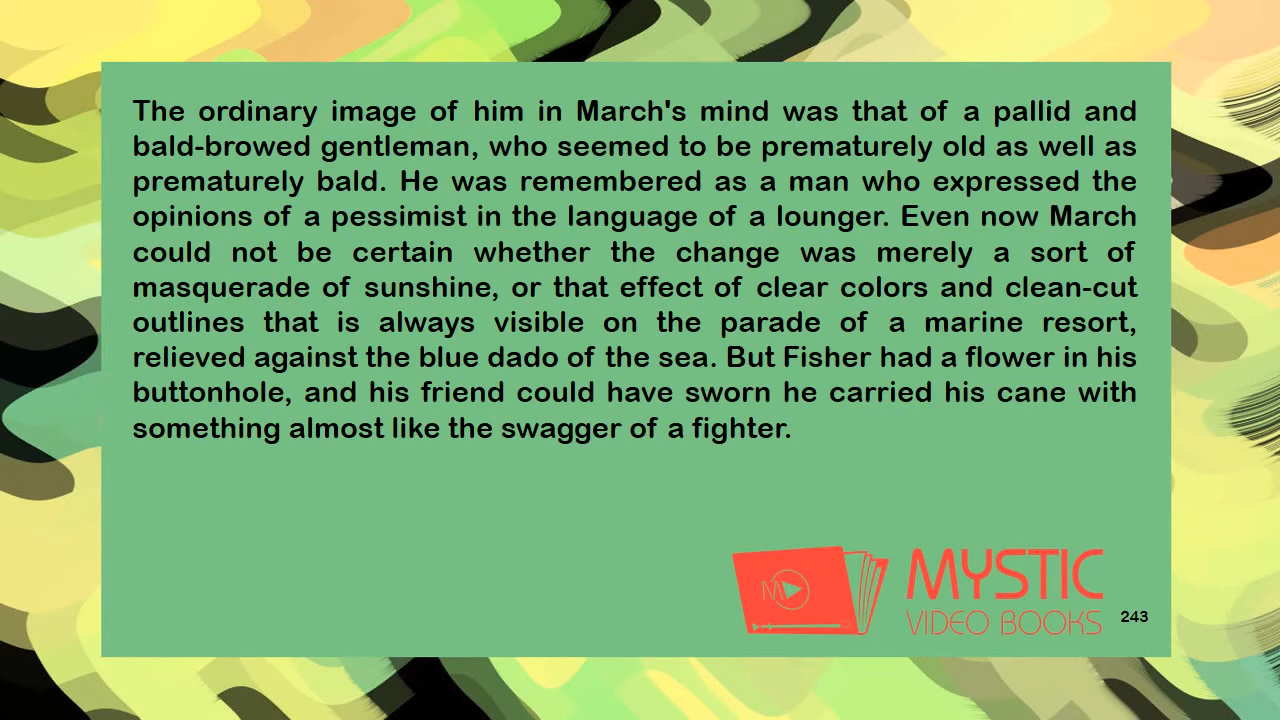 The ordinary image of him in March's mind was that of a pallid and
bald-browed gentleman, who seemed to be prematurely old as well as
prematurely bald. He was remembered as a man who expressed the
opinions of a pessimist in the language of a lounger. Even now March
could not be certain whether the change was merely a sort of
masquerade of sunshine, or that effect of clear colors and clean-cut
outlines that is always visible on the parade of a marine resort,
relieved against the blue dado of the sea. But Fisher had a flower in his
buttonhole, and his friend could have sworn he carried his cane with
something almost like the swagger of a fighter.
M
MYSTIC
VIDEO BOOKS
243